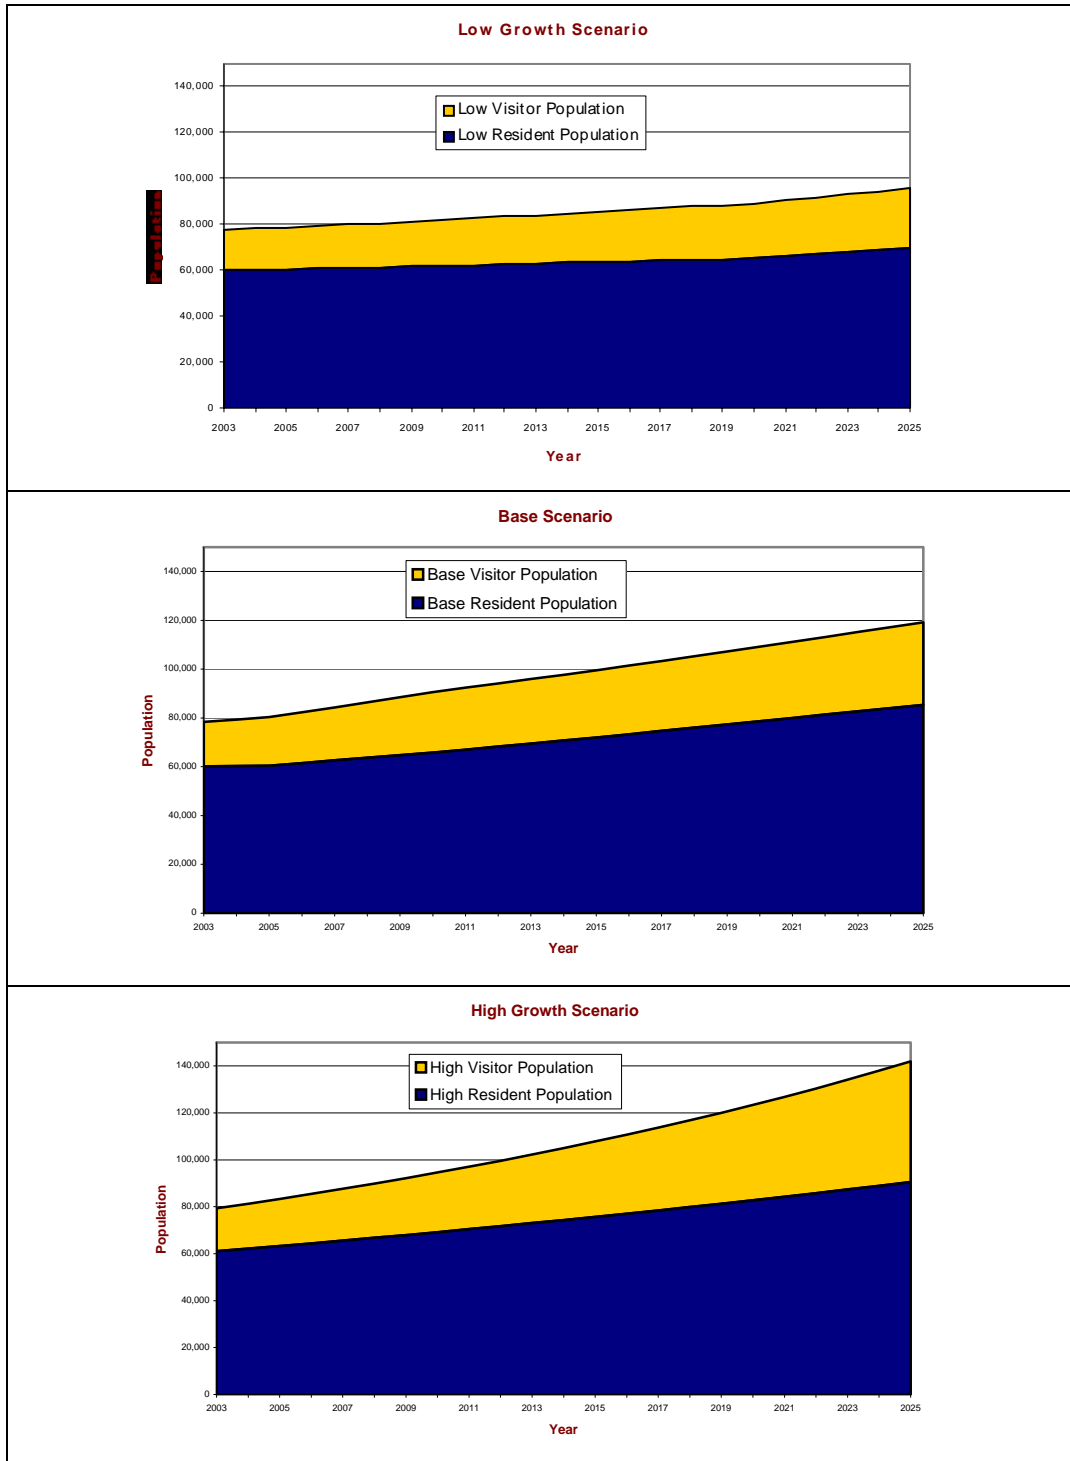 Low Growth Scenario
140,000
120,000
100,000
80,000
60,000
40,000
20,000
0
Low Visitor Population
Low Resident Population
Population
2003 2005 2007 2009 2011 2013 2015 2017 2019 2021 2023 2025
Year
Base Scenario
140,000
120,000
100,000
80,000
60,000
40,000
20,000
0
Base Visitor Population
Base Resident Population
Population
2003 2005 2007 2009 2011 2013 2015 2017 2019 2021 2023 2025
Year
High Growth Scenario
140,000
120,000
100,000
80,000
60,000
40,000
20,000
0
High Visitor Population
High Resident Population
Population
2003 2005 2007 2009 2011 2013 2015 2017 2019 2021 2023 2025
Year